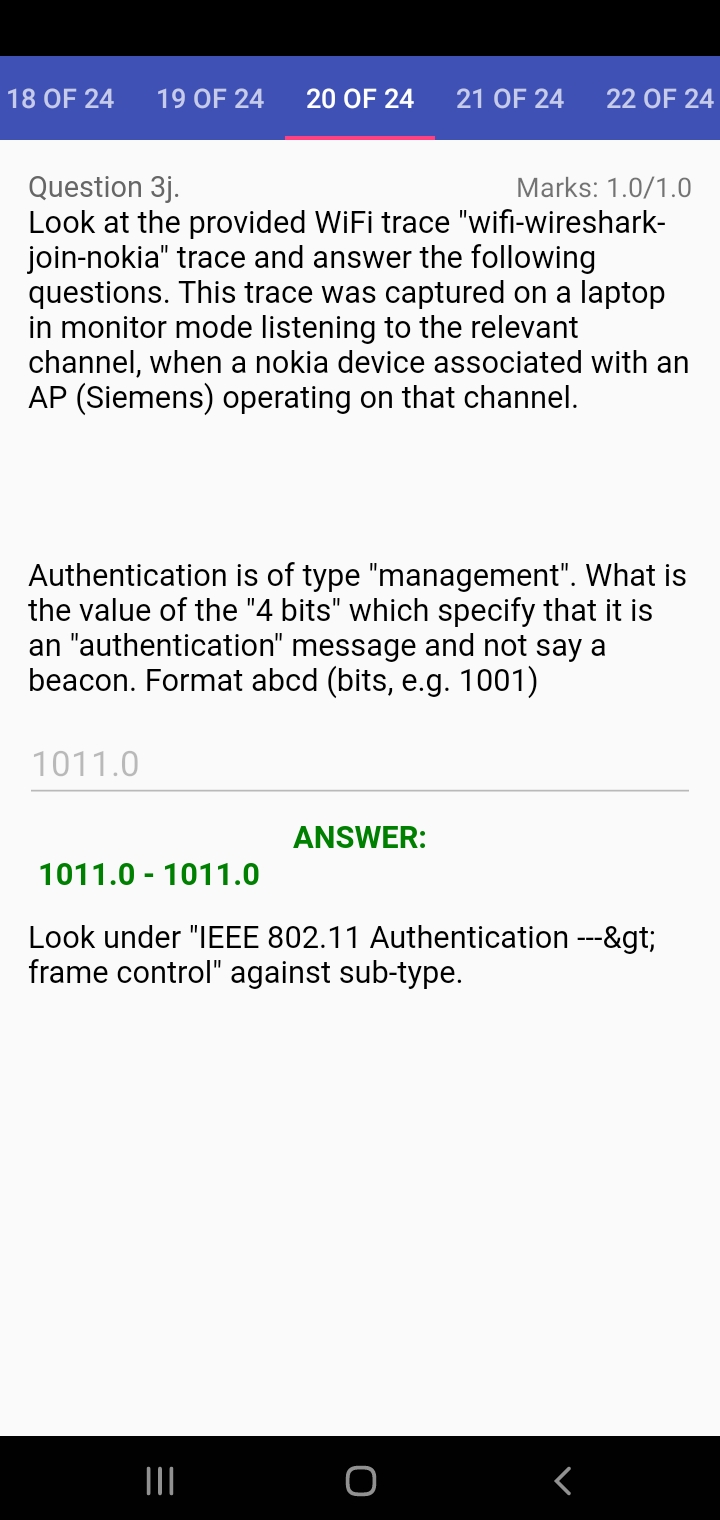 18 OF 24 19 OF 24 20 OF 24 21 OF 24 22 OF 24
Question 3j. Marks: 1.0/1.0
Look at the provided WiFi trace "wifi-wireshark-
join-nokia" trace and answer the following
questions. This trace was captured on a laptop
in monitor mode listening to the relevant
channel, when a nokia device associated with an
AP (Siemens) operating on that channel.
Authentication is of type "management". What is
the value of the "4 bits" which specify that it is
an "authentication" message and not say a
beacon. Format abcd (bits, e.g. 1001)
1011.0
ANSWER:
1011.0 - 1011.0
Look under "IEEE 802.11 Authentication ---&gt;
frame control" against sub-type.